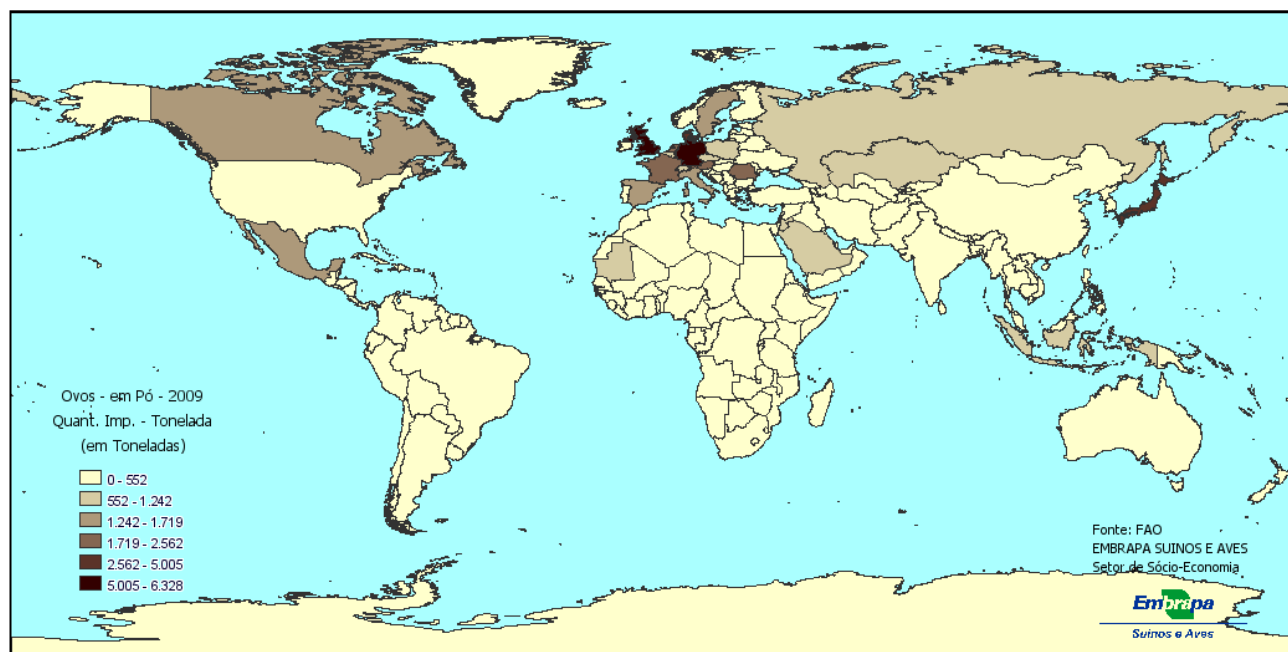 Ovos - em Pó - 2009
Quant. Imp. - Tonelada
(em Toneladas)
0 - 552
552 - 1.242
1.242 - 1.719
1.719 - 2.562
2.562 - 5.005
5.005 - 6.328
Fonte: FAO
EMBRAPA SUINOS E AVES
Setor de Sócio-Economia
Embrapa
Suínos e Aves